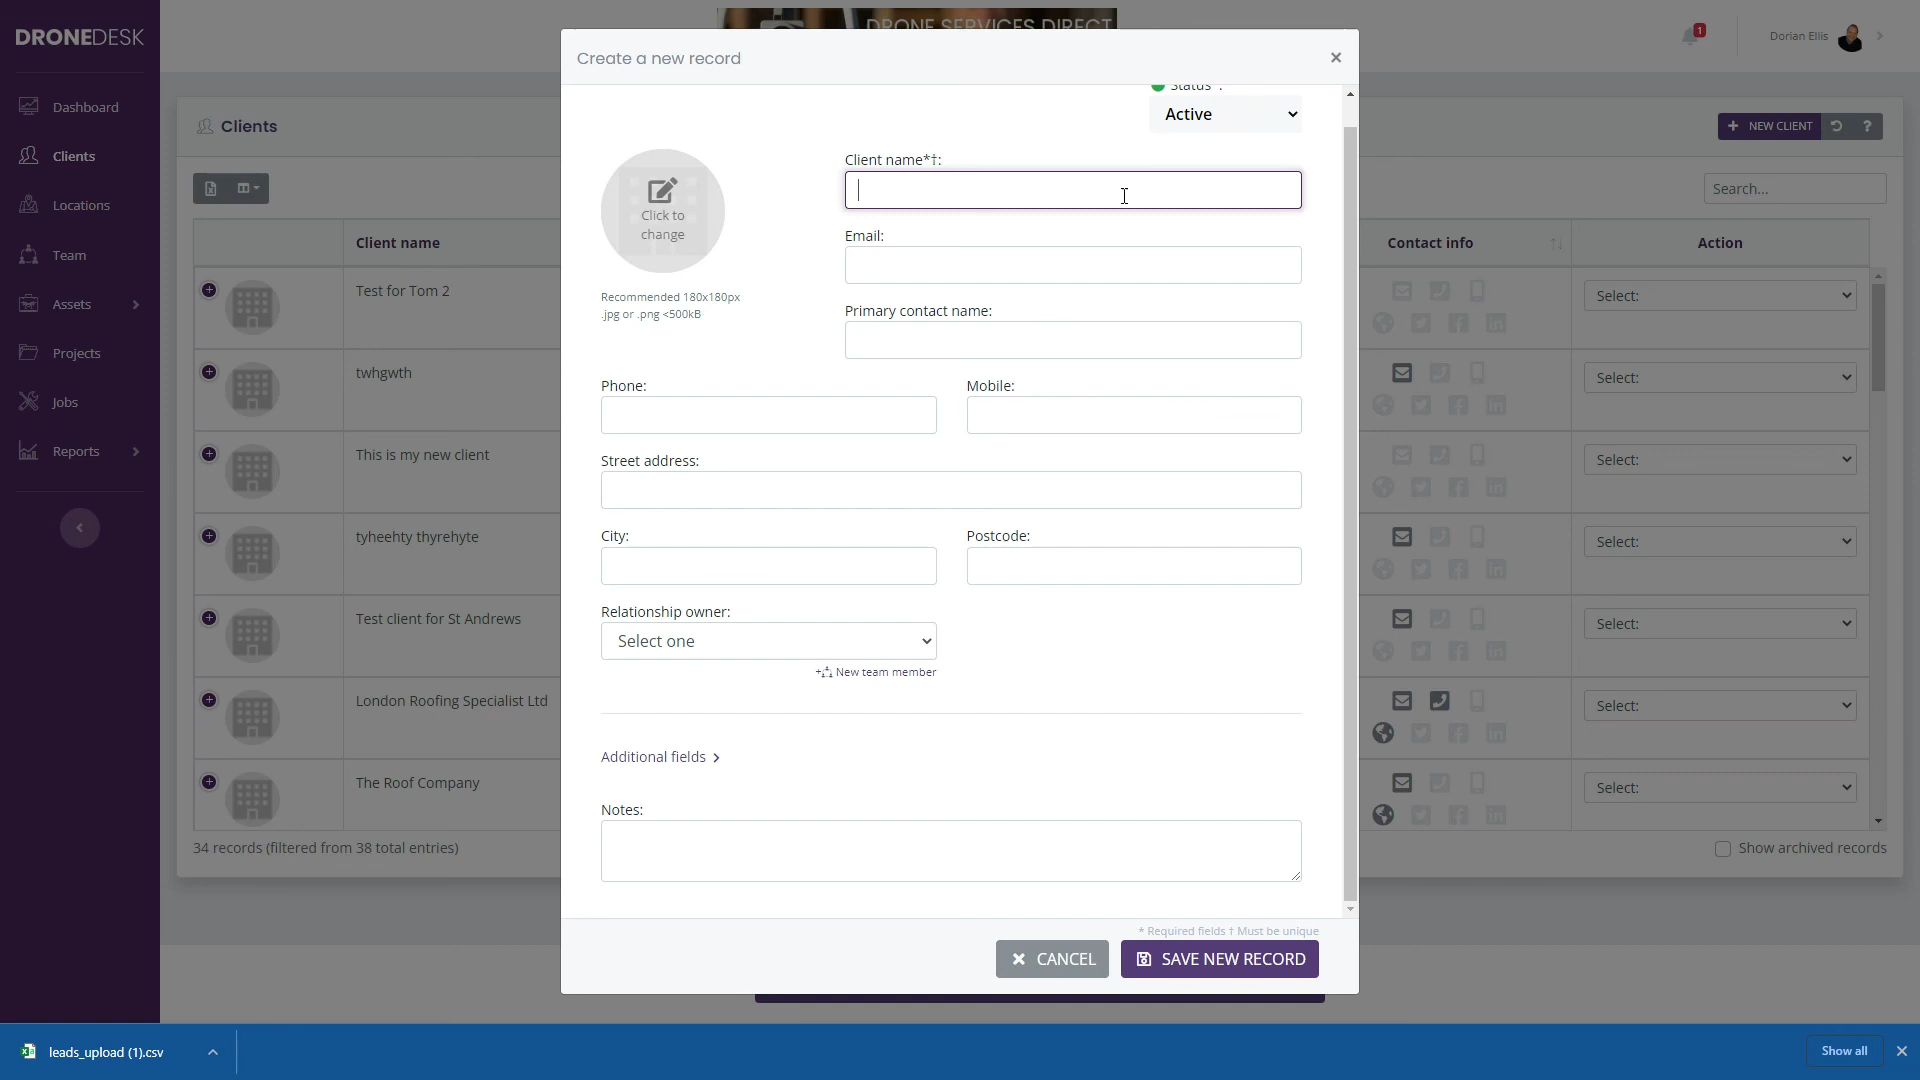 DRONEDESK
DRONE SERVICES DIRECT
1
Dorian Ellis
Dashboard
Clients
Locations
Team
Assets
Projects
Jobs
Reports
Clients
NEW CLIENT
?
Search...
Client name
Contact info
Action
Test for Tom 2
Select:
twhgwth
Select:
This is my new client
Select:
tyheehty thyrehyte
Select:
Test client for St Andrews
Select:
London Roofing Specialist Ltd
Select:
The Roof Company
Select:
34 records (filtered from 38 total entries)
Show archived records
Create a new record
×
Status*:
Active
Click to
change
Recommended 180x180px
.jpg or .png <500kB
Client name*†:
Email:
Primary contact name:
Phone:
Mobile:
Street address:
City:
Postcode:
Relationship owner:
Select one
New team member
Additional fields
Notes:
* Required fields † Must be unique
CANCEL
SAVE NEW RECORD
leads_upload (1).csv
Show all